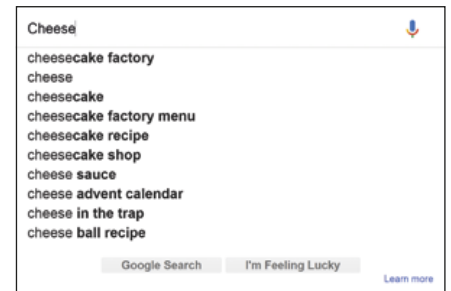 Cheese
cheesecake factory
cheese
cheesecake
cheesecake factory menu
cheesecake recipe
cheesecake shop
cheese sauce
cheese advent calendar
cheese in the trap
cheese ball recipe
Google Search I'm Feeling Lucky
Learn more